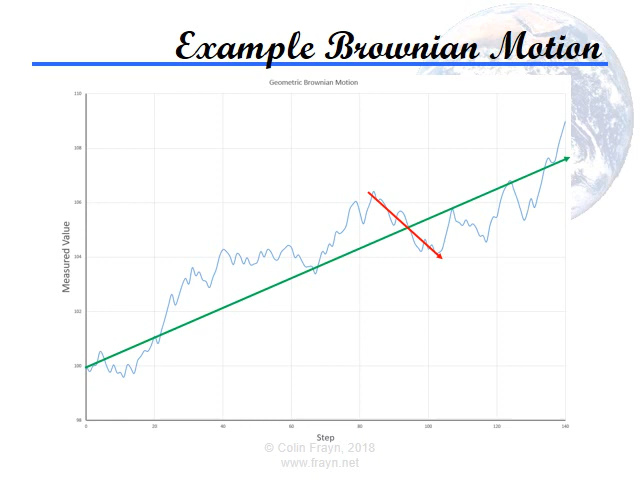 Example Brownian Motion
Geometric Brownian Motion
110
108
106
104
102
100
98
Measured Value
0 20 40 60 80 100 120 140
Step
© Colin Frayn, 2018
www.frayn.net